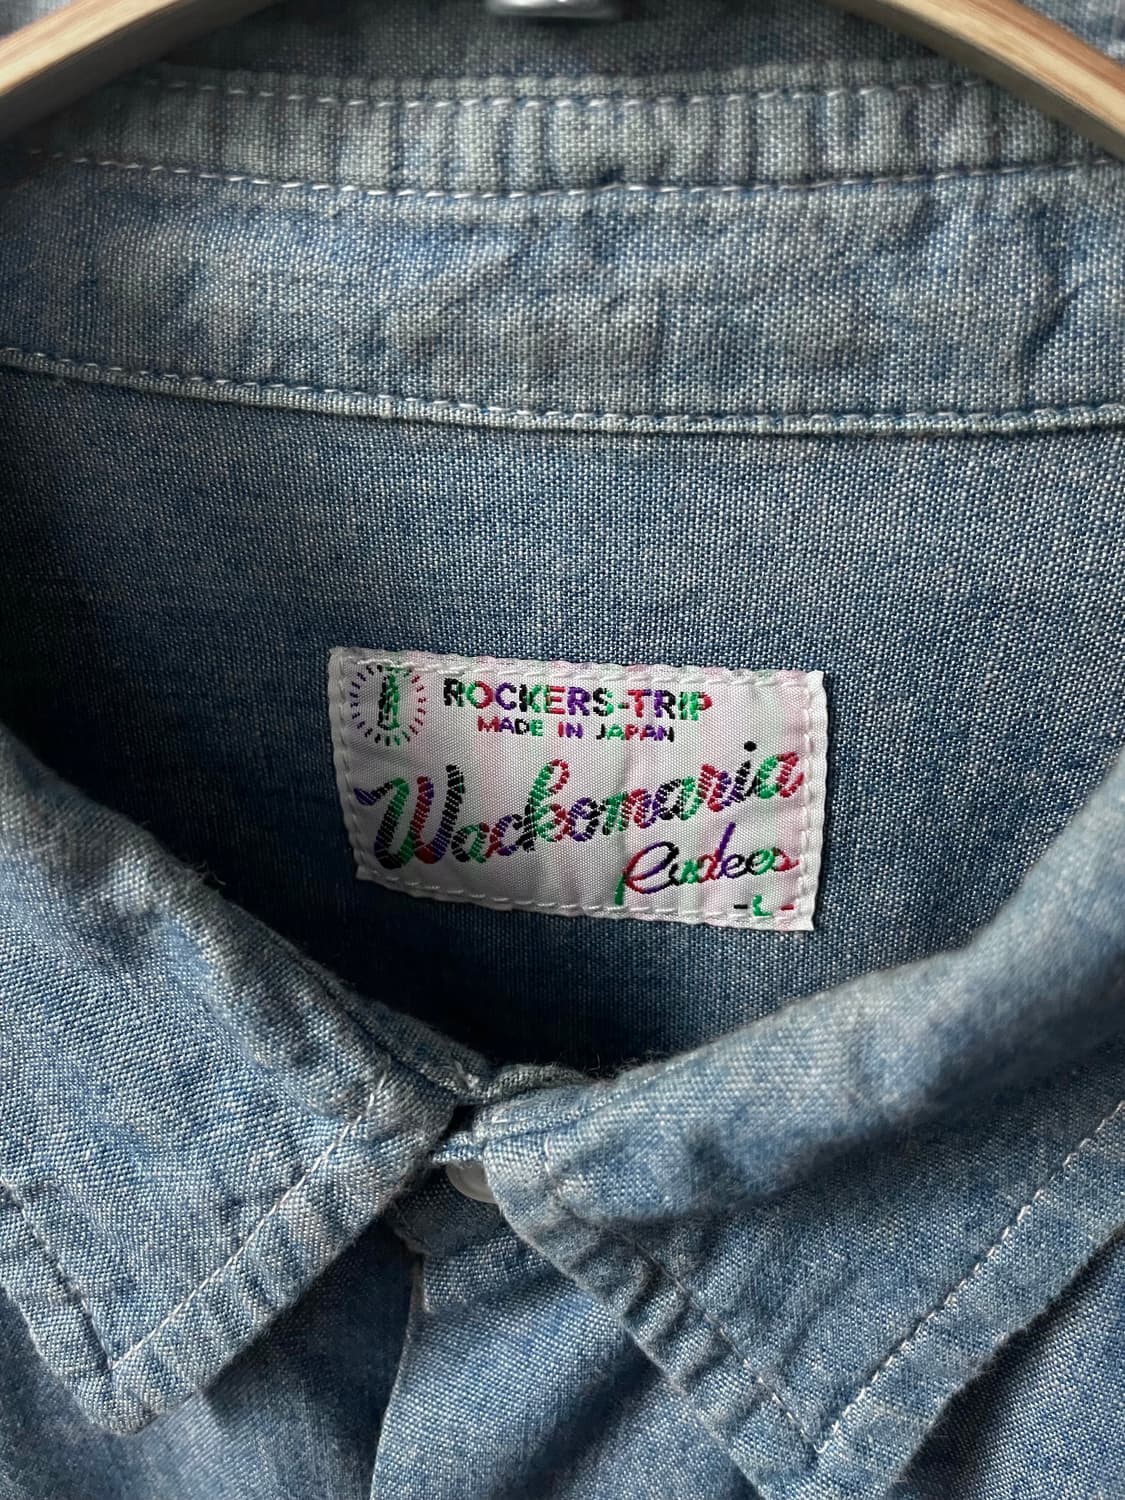 ROCKERS-TRIP
MADE IN JAPAN
Wackomaria
Rudees
-L-